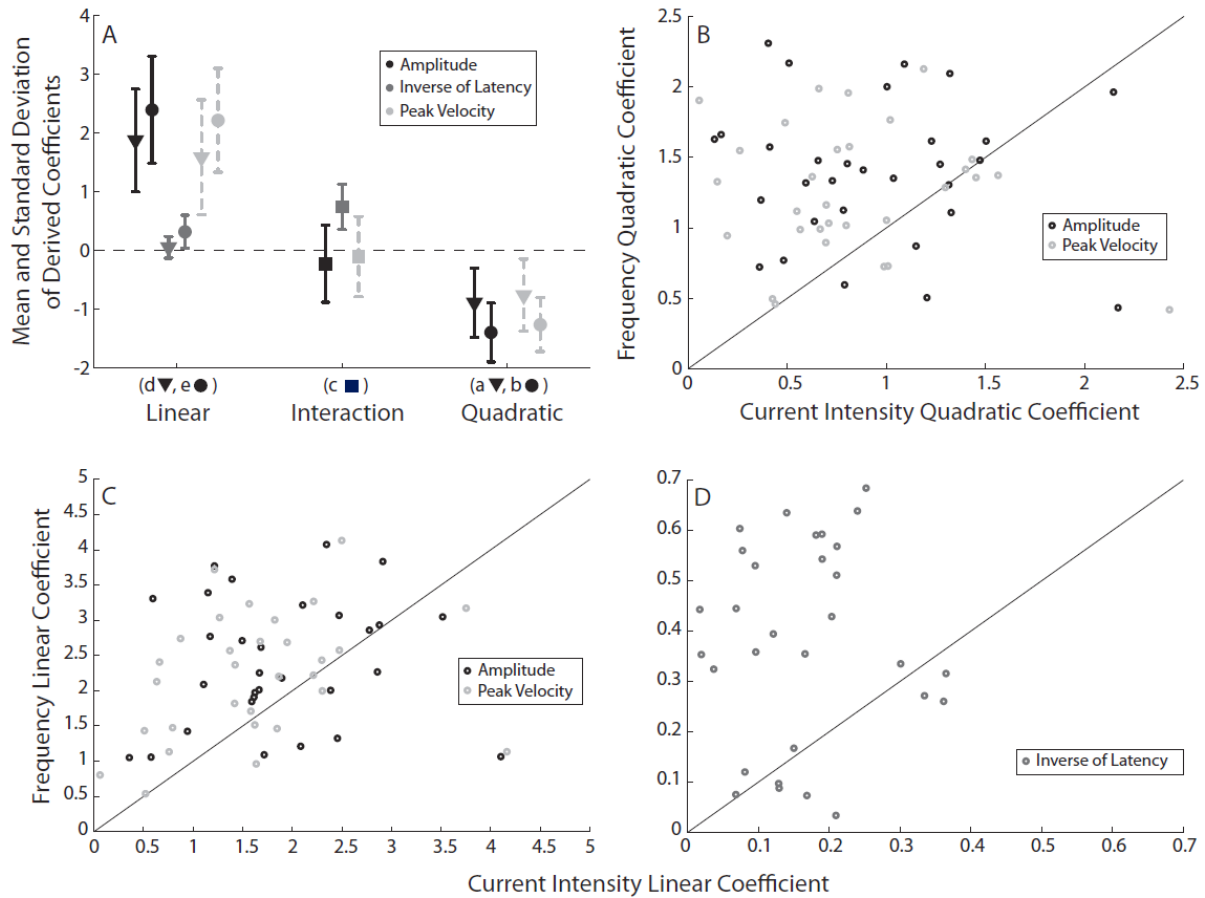 A
Mean and Standard Deviation
of Derived Coefficients
4
3
2
1
0
-1
-2
Amplitude
Inverse of Latency
Peak Velocity
(d ▼, e ●)
(c ■)
(a ▼, b ●)
Linear
Interaction
Quadratic
B
Frequency Quadratic Coefficient
2.5
2
1.5
1
0.5
0
Amplitude
Peak Velocity
0 0.5 1 1.5 2 2.5
Current Intensity Quadratic Coefficient
C
Frequency Linear Coefficient
5
4.5
4
3.5
3
2.5
2
1.5
1
0.5
0
Amplitude
Peak Velocity
0 0.5 1 1.5 2 2.5 3 3.5 4 4.5 5
D
0.7
0.6
0.5
0.4
0.3
0.2
0.1
0
Inverse of Latency
0 0.1 0.2 0.3 0.4 0.5 0.6 0.7
Current Intensity Linear Coefficient